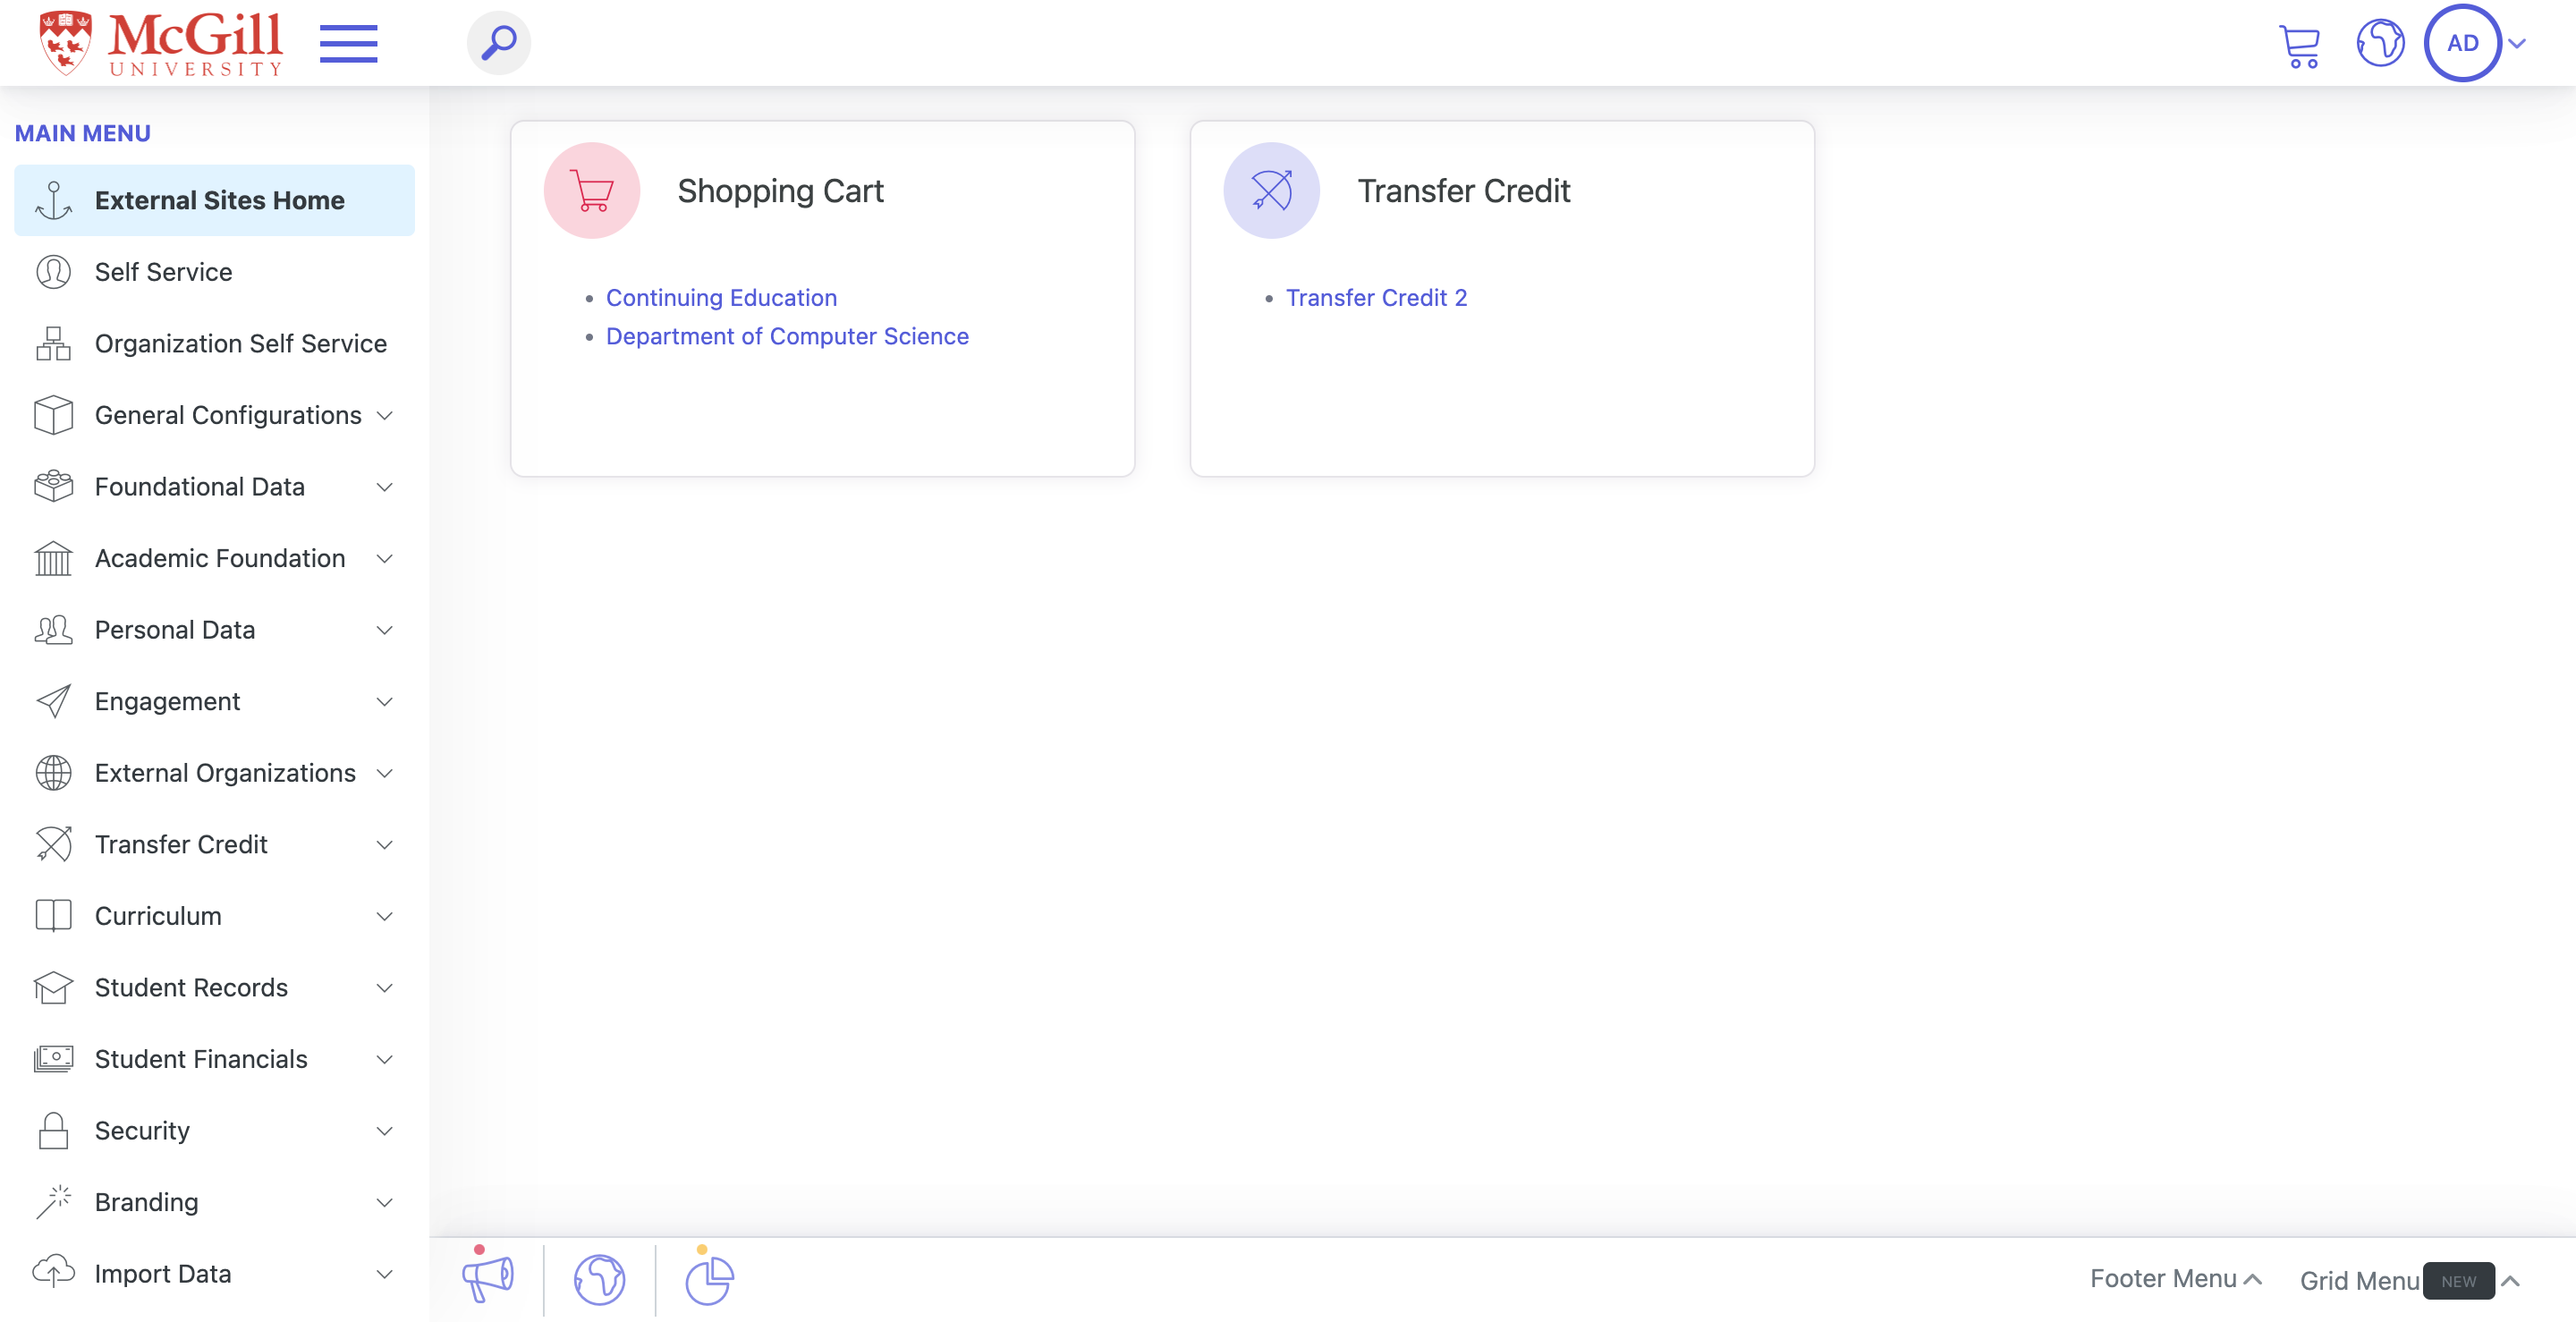 McGill
UNIVERSITY
AD
MAIN MENU
External Sites Home
Self Service
Organization Self Service
General Configurations
Foundational Data
Academic Foundation
Personal Data
Engagement
External Organizations
Transfer Credit
Curriculum
Student Records
Student Financials
Security
Branding
Import Data
Shopping Cart
Continuing Education
Department of Computer Science
Transfer Credit
Transfer Credit 2
Footer Menu
Grid Menu NEW